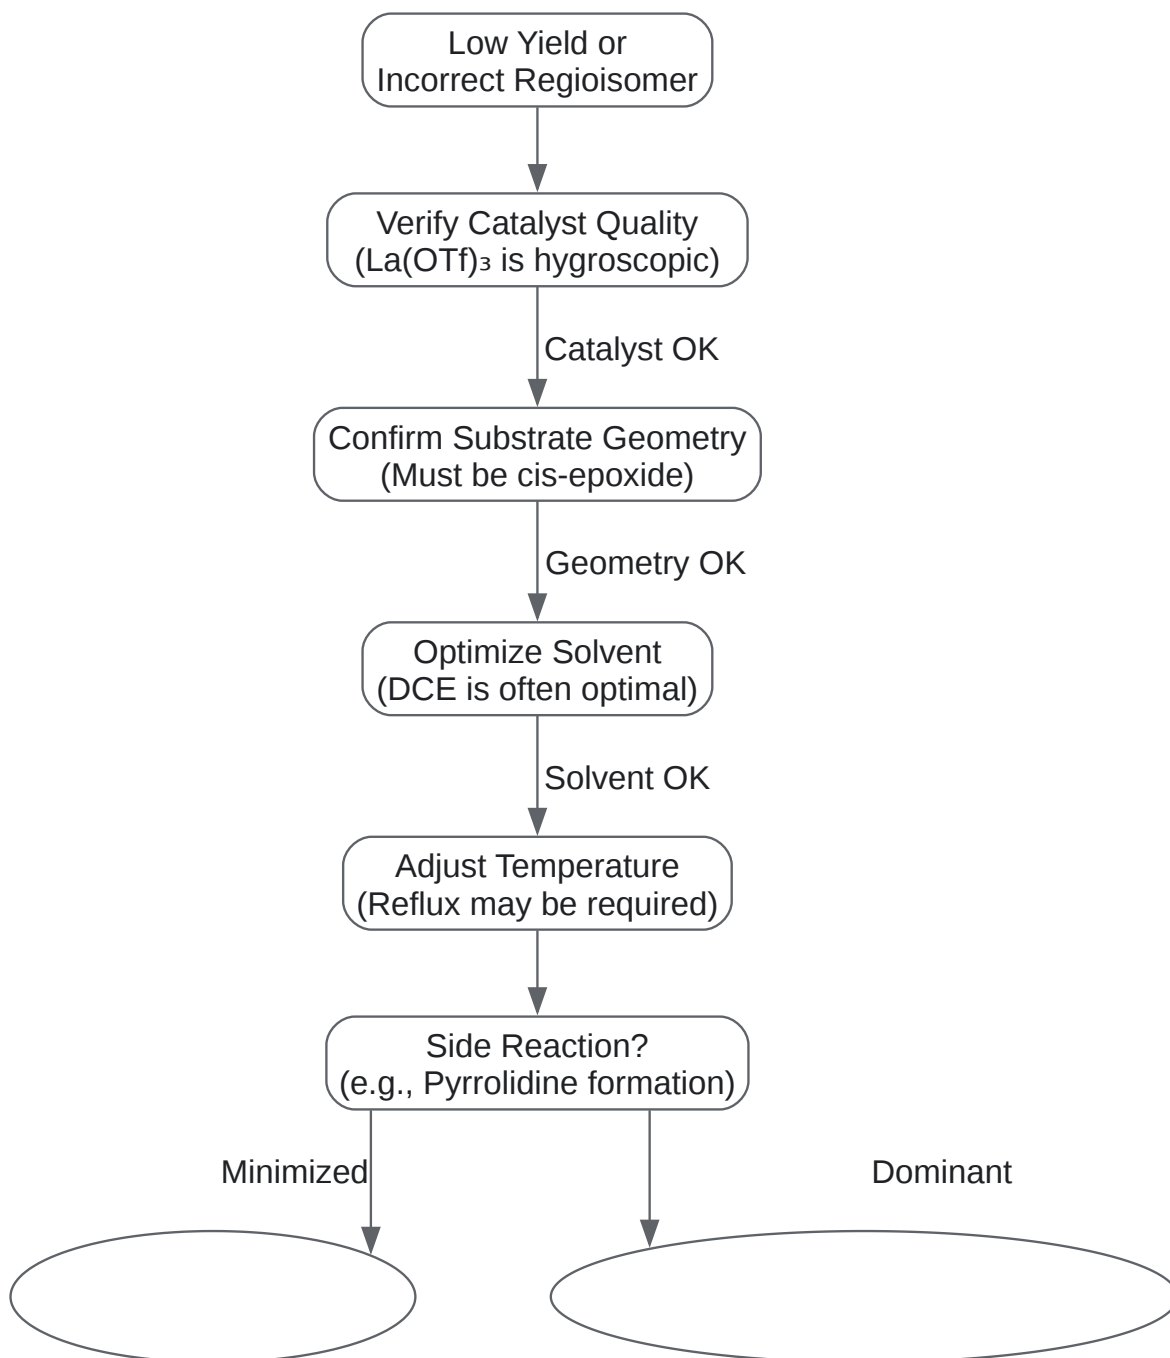 Low Yield or
Incorrect Regioisomer
Verify Catalyst Quality
(La(OTf)₃ is hygroscopic)
Catalyst OK
Confirm Substrate Geometry
(Must be cis-epoxide)
Geometry OK
Optimize Solvent
(DCE is often optimal)
Solvent OK
Adjust Temperature
(Reflux may be required)
Side Reaction?
(e.g., Pyrrolidine formation)
Minimized
Dominant